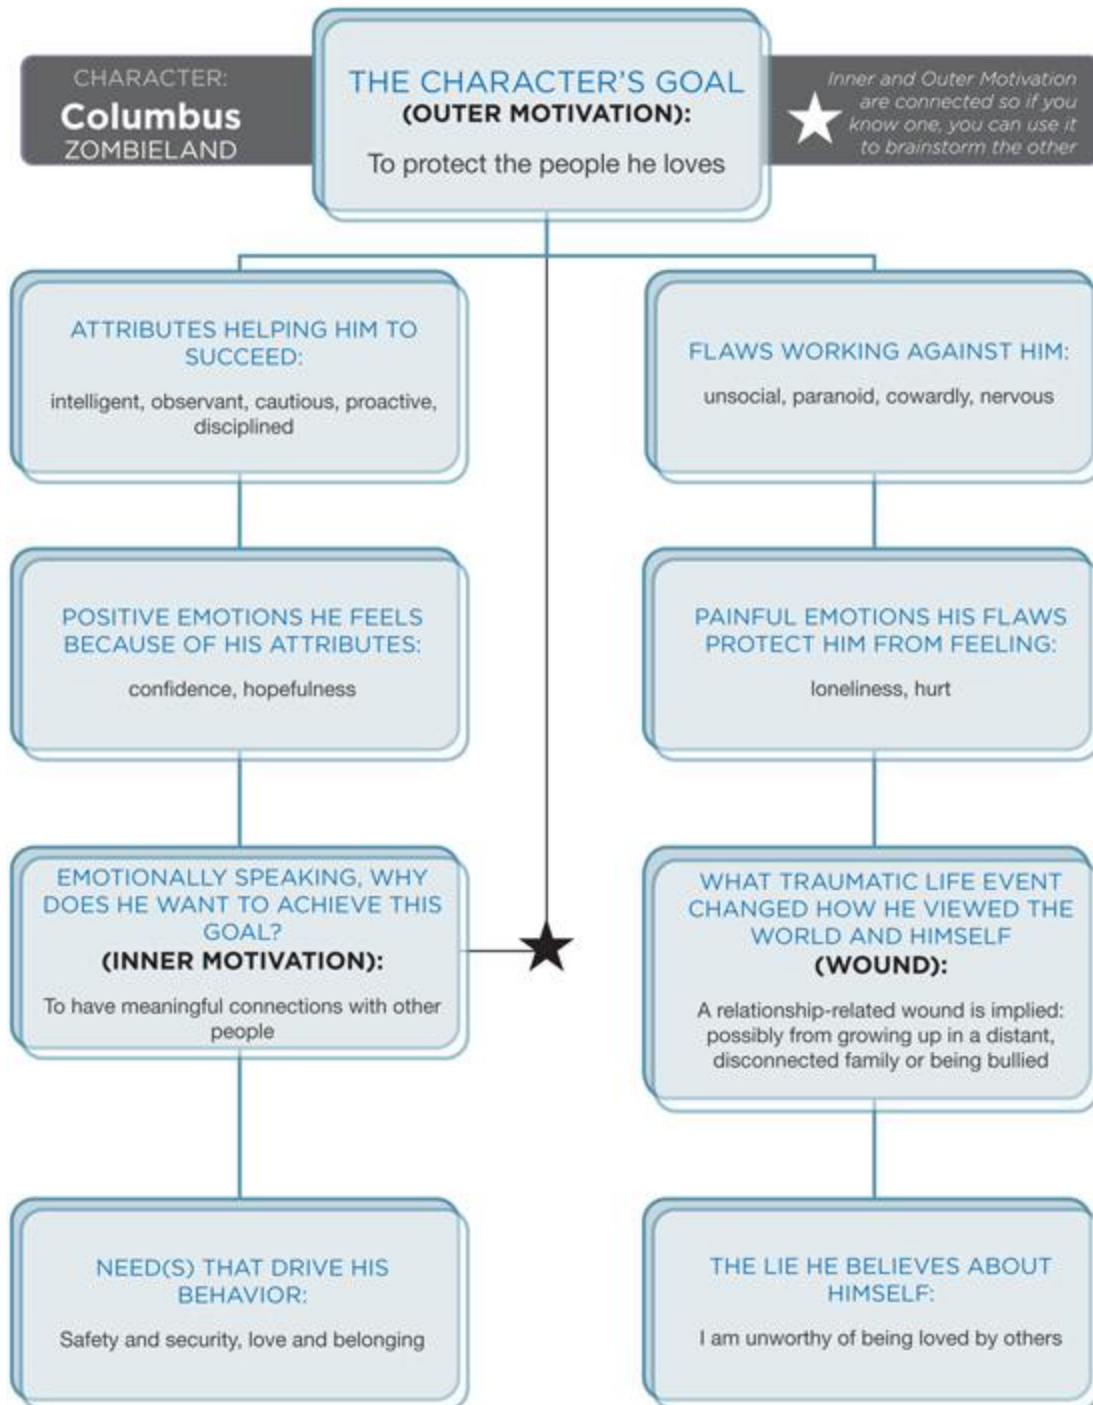 CHARACTER:
Columbus
ZOMBIELAND
THE CHARACTER'S GOAL
(OUTER MOTIVATION):
To protect the people he loves
Inner and Outer Motivation
are connected so if you
know one, you can use it
to brainstorm the other
ATTRIBUTES HELPING HIM TO
SUCCEED:
intelligent, observant, cautious, proactive,
disciplined
FLAWS WORKING AGAINST HIM:
unsocial, paranoid, cowardly, nervous
POSITIVE EMOTIONS HE FEELS
BECAUSE OF HIS ATTRIBUTES:
confidence, hopefulness
PAINFUL EMOTIONS HIS FLAWS
PROTECT HIM FROM FEELING:
loneliness, hurt
EMOTIONALLY SPEAKING, WHY
DOES HE WANT TO ACHIEVE THIS
GOAL?
(INNER MOTIVATION):
To have meaningful connections with other
people
WHAT TRAUMATIC LIFE EVENT
CHANGED HOW HE VIEWED THE
WORLD AND HIMSELF
(WOUND):
A relationship-related wound is implied:
possibly from growing up in a distant,
disconnected family or being bullied
NEED(S) THAT DRIVE HIS
BEHAVIOR:
Safety and security, love and belonging
THE LIE HE BELIEVES ABOUT
HIMSELF:
I am unworthy of being loved by others